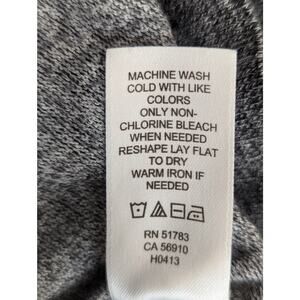 MACHINE WASH
COLD WITH LIKE
COLORS
ONLY NON-
CHLORINE BLEACH
WHEN NEEDED
RESHAPE LAY FLAT
TO DRY
WARM IRON IF
NEEDED
RN 51783
CA 56910
H0413